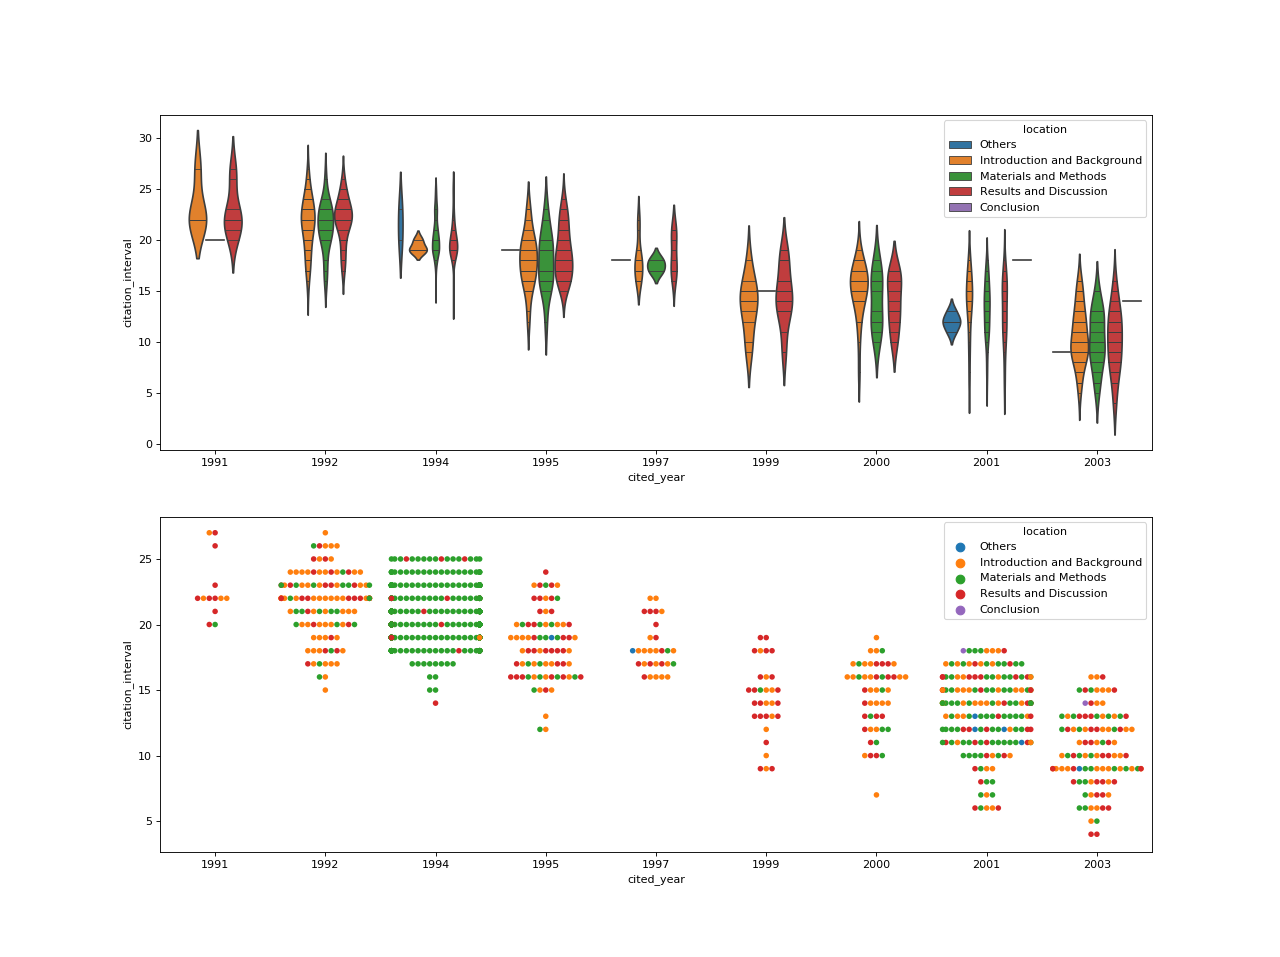 location
Others
Introduction and Background
Materials and Methods
Results and Discussion
Conclusion
30
25
20
15
10
5
0
citation_interval
1991 1992 1994 1995 1997 1999 2000 2001 2003
cited_year
location
Others
Introduction and Background
Materials and Methods
Results and Discussion
Conclusion
25
20
15
10
5
citation_interval
1991 1992 1994 1995 1997 1999 2000 2001 2003
cited_year